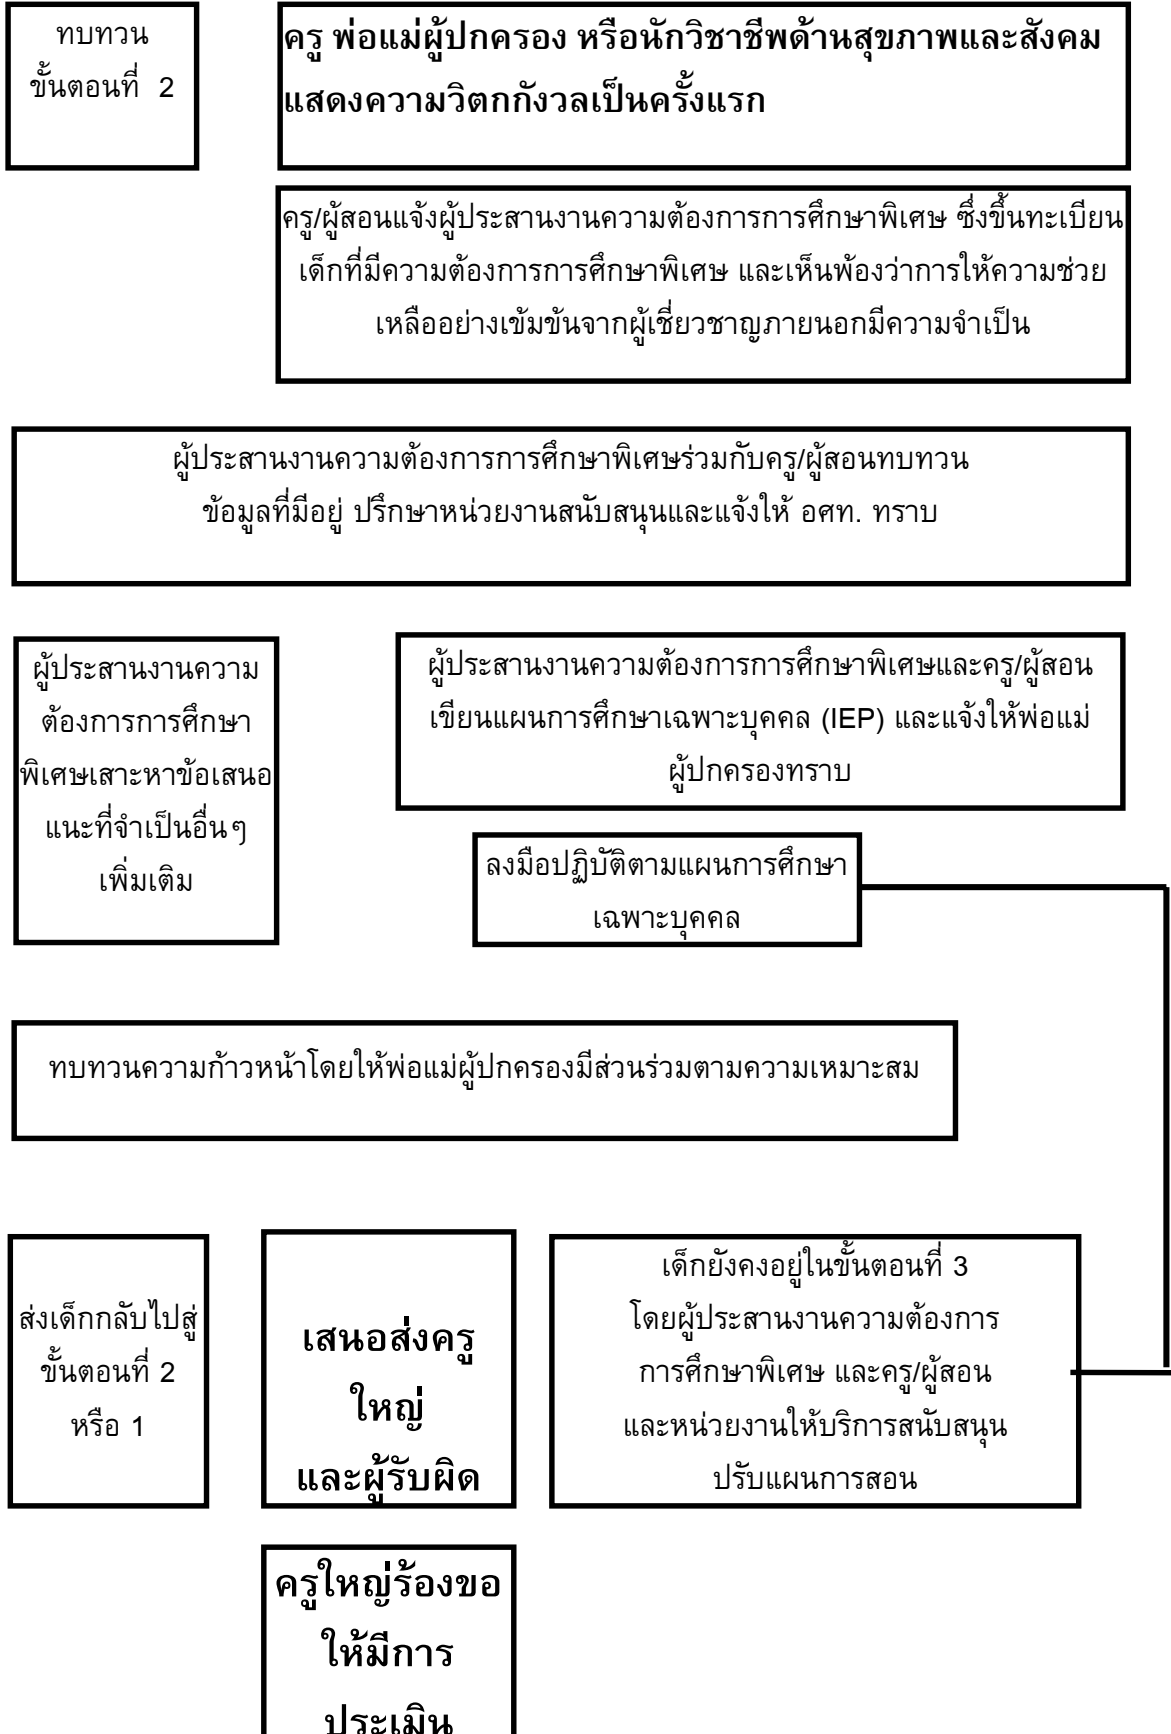 ทบทวน
ขั้นตอนที่ 2
ครู พ่อแม่ผู้ปกครอง หรือนักวิชาชีพด้านสุขภาพและสังคม
แสดงความวิตกกังวลเป็นครั้งแรก
ครู/ผู้สอนแจ้งผู้ประสานงานความต้องการการศึกษาพิเศษ ซึ่งขึ้นทะเบียน
เด็กที่มีความต้องการการศึกษาพิเศษ และเห็นพ้องว่าการให้ความช่วย
เหลืออย่างเข้มข้นจากผู้เชี่ยวชาญภายนอกมีความจำเป็น
ผู้ประสานงานความต้องการการศึกษาพิเศษร่วมกับครู/ผู้สอนทบทวน
ข้อมูลที่มีอยู่ ปรึกษาหน่วยงานสนับสนุนและแจ้งให้ อศท. ทราบ
ผู้ประสานงานความ
ต้องการการศึกษา
พิเศษเสาะหาข้อเสนอ
แนะที่จำเป็นอื่นๆ
เพิ่มเติม
ผู้ประสานงานความต้องการการศึกษาพิเศษและครู/ผู้สอน
เขียนแผนการศึกษาเฉพาะบุคคล (IEP) และแจ้งให้พ่อแม่
ผู้ปกครองทราบ
ลงมือปฏิบัติตามแผนการศึกษา
เฉพาะบุคคล
ทบทวนความก้าวหน้าโดยให้พ่อแม่ผู้ปกครองมีส่วนร่วมตามความเหมาะสม
ส่งเด็กกลับไปสู่
ขั้นตอนที่ 2
หรือ 1
เสนอส่งครู
ใหญ่
และผู้รับผิด
เด็กยังคงอยู่ในขั้นตอนที่ 3
โดยผู้ประสานงานความต้องการ
การศึกษาพิเศษ และครู/ผู้สอน
และหน่วยงานให้บริการสนับสนุน
ปรับแผนการสอน
ครูใหญ่ร้องขอ
ให้มีการ
ประเมิน